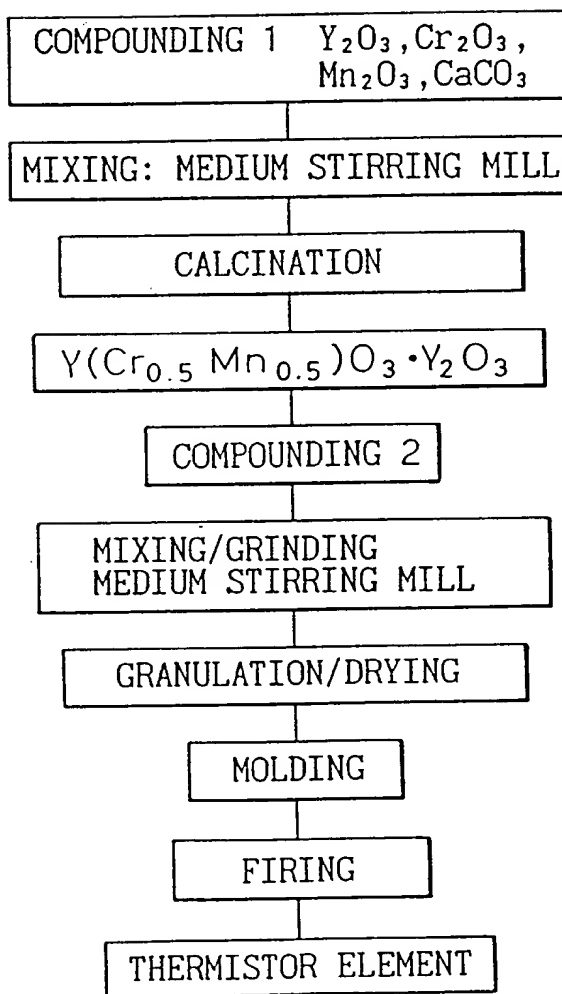 COMPOUNDING 1 Y₂O₃,Cr₂O₃,
Mn₂O₃,CaCO₃
MIXING: MEDIUM STIRRING MILL
CALCINATION
Y(Cr₀.₅ Mn₀.₅)O₃·Y₂O₃
COMPOUNDING 2
MIXING/GRINDING
MEDIUM STIRRING MILL
GRANULATION/DRYING
MOLDING
FIRING
THERMISTOR ELEMENT